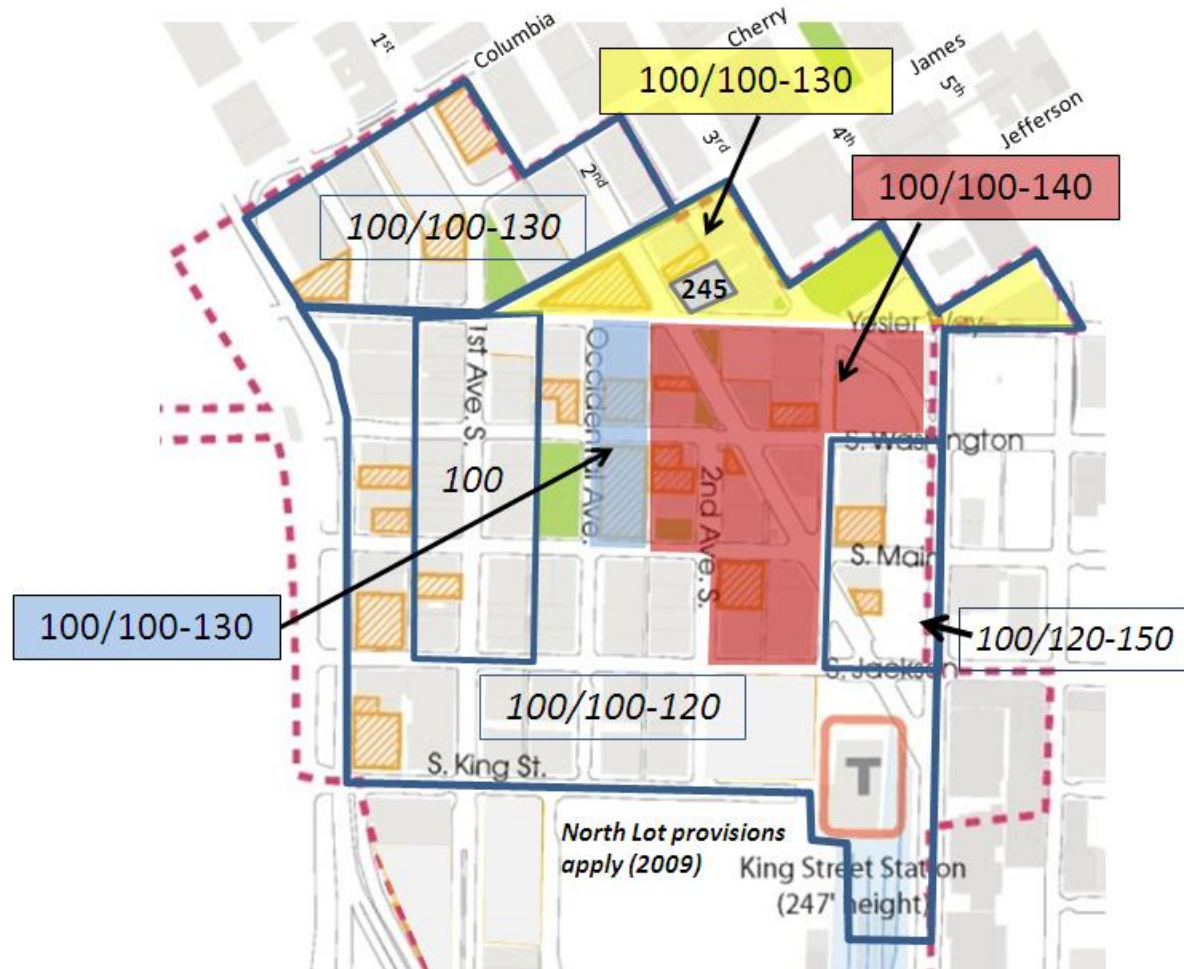 1st
Columbia
Cherry
James
5th
Jefferson
100/100-130
2nd
3rd
4th
100/100-140
100/100-130
245
Yesler Way
1st Ave. S.
Occidental Ave.
S. Washington
100
2nd Ave. S.
S. Main
100/100-130
100/120-150
S. Jackson
100/100-120
S. King St.
T
North Lot provisions
apply (2009)
King Street Station
(247' height)